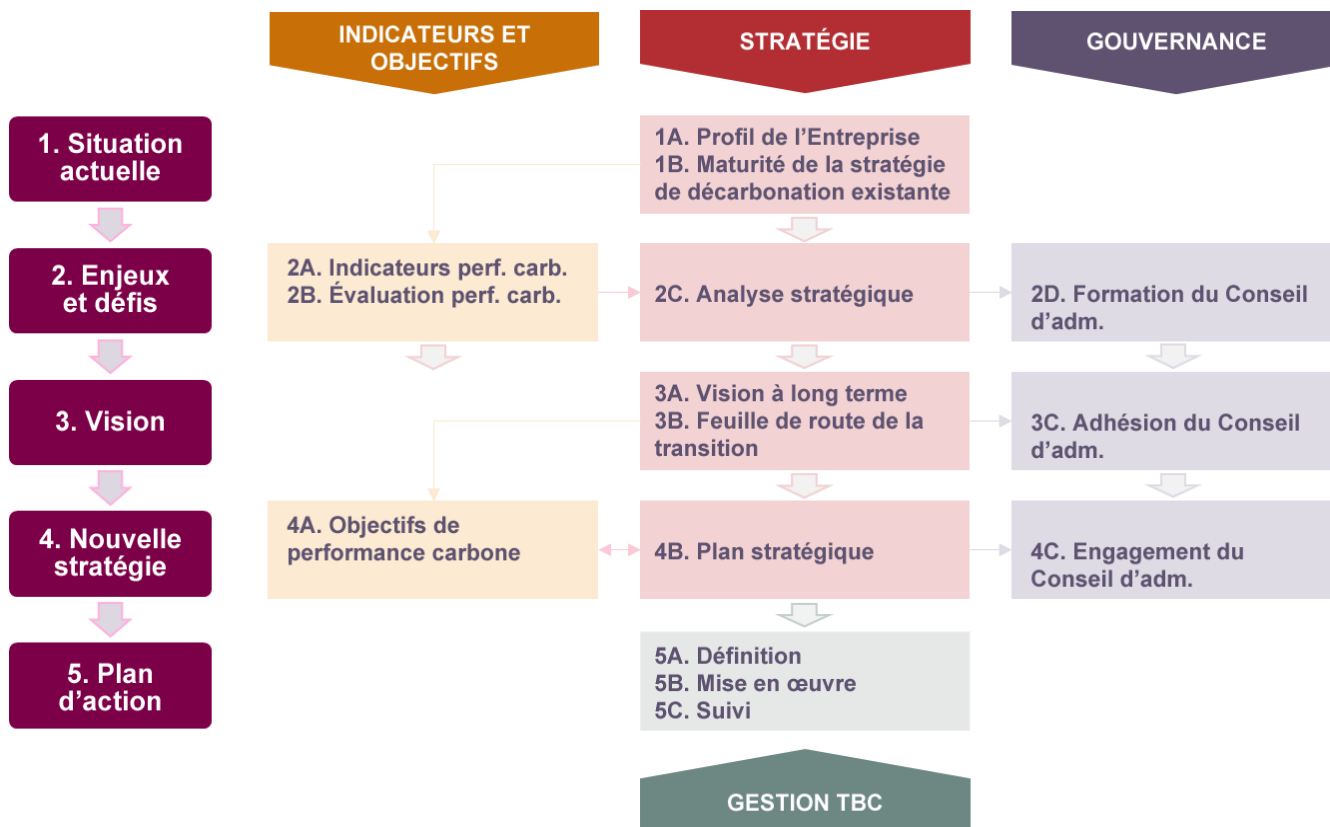 INDICATEURS ET
OBJECTIFS
STRATÉGIE
GOUVERNANCE
1. Situation
actuelle
1A. Profil de l’Entreprise
1B. Maturité de la stratégie
de décarbonation existante
2. Enjeux
et défis
2A. Indicateurs perf. carb.
2B. Évaluation perf. carb.
2C. Analyse stratégique
2D. Formation du Conseil
d’adm.
3. Vision
3A. Vision à long terme
3B. Feuille de route de la
transition
3C. Adhésion du Conseil
d’adm.
4. Nouvelle
stratégie
4A. Objectifs de
performance carbone
4B. Plan stratégique
4C. Engagement du
Conseil d’adm.
5. Plan
d’action
5A. Définition
5B. Mise en œuvre
5C. Suivi
GESTION TBC